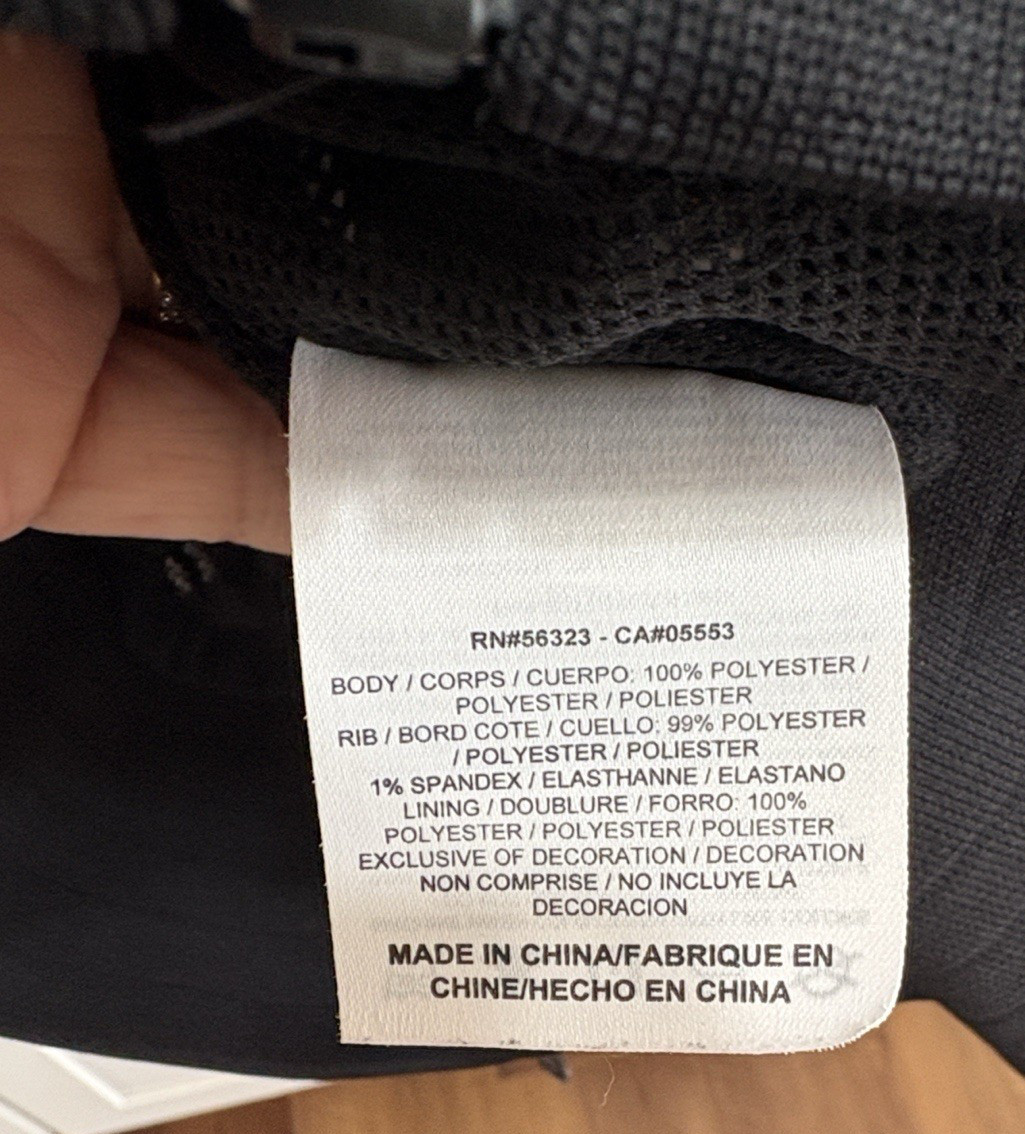 RN#56323 - CA#05553
BODY / CORPS / CUERPO: 100% POLYESTER /
POLYESTER / POLIESTER
RIB / BORD COTE / CUELLO: 99% POLYESTER
/ POLYESTER / POLIESTER
1% SPANDEX / ELASTHANNE / ELASTANO
LINING / DOUBLURE / FORRO: 100%
POLYESTER / POLYESTER / POLIESTER
EXCLUSIVE OF DECORATION / DECORATION
NON COMPRISE / NO INCLUYE LA
DECORACION
MADE IN CHINA/FABRIQUE EN
CHINE/HECHO EN CHINA